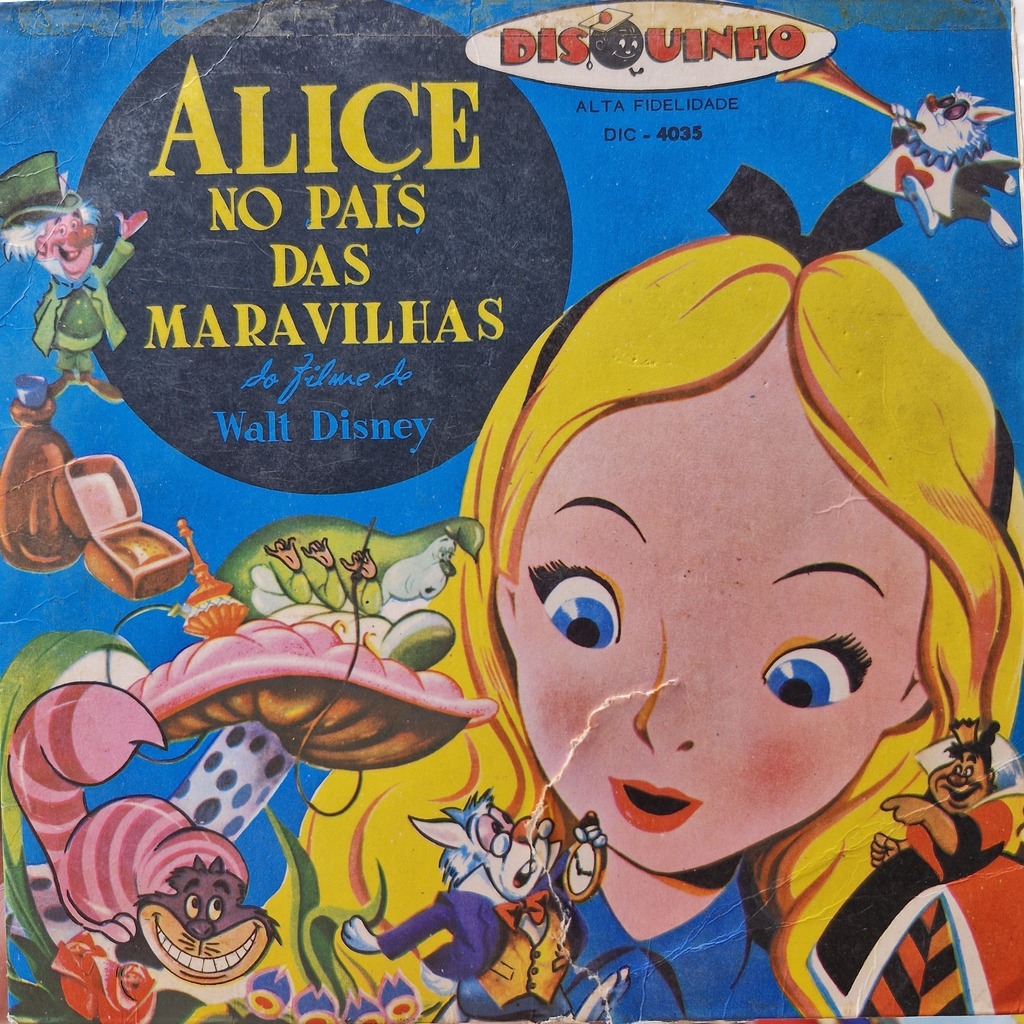 DISQUINHO
ALTA FIDELIDADE
DIC - 4035
ALICE
NO PAÍS
DAS
MARAVILHAS
do filme de
Walt Disney